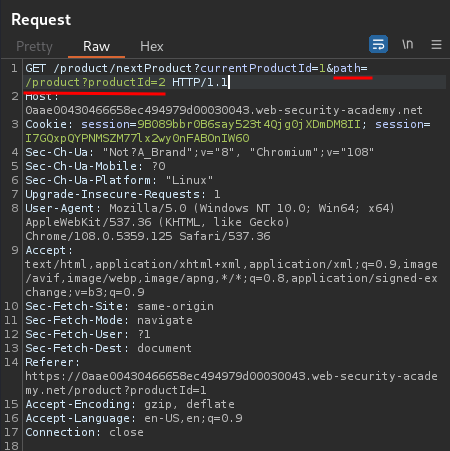 Request
Pretty Raw Hex
\n
1 GET /product/nextProduct?currentProductId=1&path=
/product?productId=2 HTTP/1.1
2 Host:
0aae00430466658ec494979d00030043.web-security-academy.net
3 Cookie: session=9B089bbr0B6say523t4Qjg0jXDmDM8II; session=
I7GQxpQYPNMSZM77lx2wy0nFAB0nIW60
4 Sec-Ch-Ua: "Not?A_Brand";v="8", "Chromium";v="108"
5 Sec-Ch-Ua-Mobile: ?0
6 Sec-Ch-Ua-Platform: "Linux"
7 Upgrade-Insecure-Requests: 1
8 User-Agent: Mozilla/5.0 (Windows NT 10.0; Win64; x64)
AppleWebKit/537.36 (KHTML, like Gecko)
Chrome/108.0.5359.125 Safari/537.36
9 Accept:
text/html,application/xhtml+xml,application/xml;q=0.9,image
/avif,image/webp,image/apng,*/*;q=0.8,application/signed-ex
change;v=b3;q=0.9
10 Sec-Fetch-Site: same-origin
11 Sec-Fetch-Mode: navigate
12 Sec-Fetch-User: ?1
13 Sec-Fetch-Dest: document
14 Referer:
https://0aae00430466658ec494979d00030043.web-security-acade
my.net/product?productId=1
15 Accept-Encoding: gzip, deflate
16 Accept-Language: en-US,en;q=0.9
17 Connection: close
18